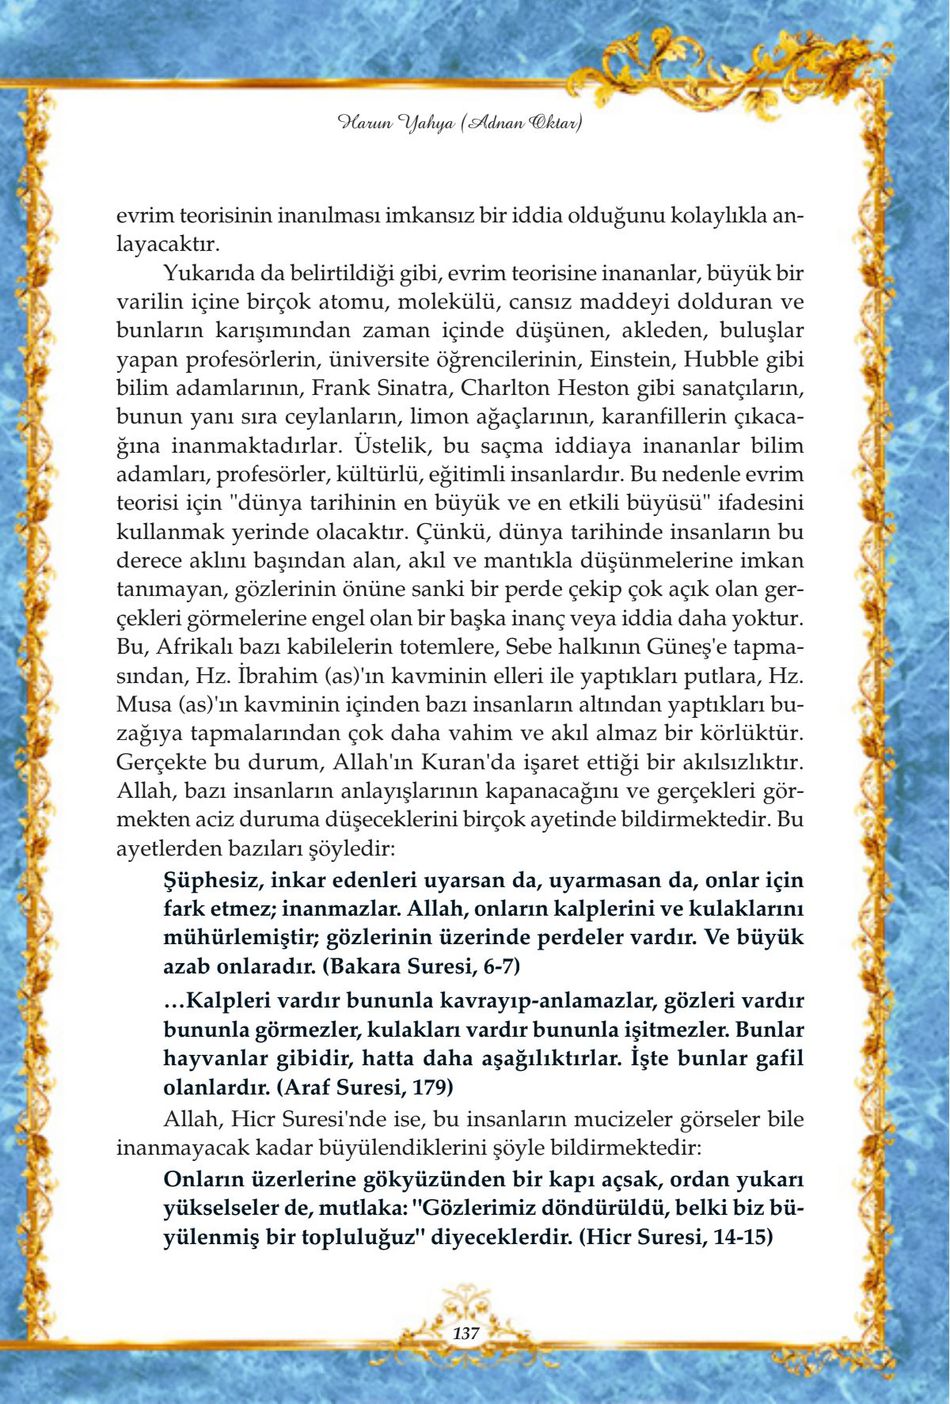 Harun Yahya (Adnan Oktar)
evrim teorisinin inanılması imkansız bir iddia olduğunu kolaylıkla an-
layacaktır.
Yukarıda da belirtildiği gibi, evrim teorisine inananlar, büyük bir
varilin içine birçok atomu, molekülü, cansız maddeyi dolduran ve
bunların karışımından zaman içinde düşünen, akleden, buluşlar
yapan profesörlerin, üniversite öğrencilerinin, Einstein, Hubble gibi
bilim adamlarının, Frank Sinatra, Charlton Heston gibi sanatçıların,
bunun yanı sıra ceylanların, limon ağaçlarının, karanfillerin çıkaca-
ğına inanmaktadırlar. Üstelik, bu saçma iddiaya inananlar bilim
adamları, profesörler, kültürlü, eğitimli insanlardır. Bu nedenle evrim
teorisi için "dünya tarihinin en büyük ve en etkili büyüsü" ifadesini
kullanmak yerinde olacaktır. Çünkü, dünya tarihinde insanların bu
derece aklını başından alan, akıl ve mantıkla düşünmelerine imkan
tanımayan, gözlerinin önüne sanki bir perde çekip çok açık olan ger-
çekleri görmelerine engel olan bir başka inanç veya iddia daha yoktur.
Bu, Afrikalı bazı kabilelerin totemlere, Sebe halkının Güneş'e tapma-
sından, Hz. İbrahim (as)'ın kavminin elleri ile yaptıkları putlara, Hz.
Musa (as)'ın kavminin içinden bazı insanların altından yaptıkları bu-
zağıya tapmalarından çok daha vahim ve akıl almaz bir körlüktür.
Gerçekte bu durum, Allah'ın Kuran'da işaret ettiği bir akılsızlıktır.
Allah, bazı insanların anlayışlarının kapanacağını ve gerçekleri gör-
mekten aciz duruma düşeceklerini birçok ayetinde bildirmektedir. Bu
ayetlerden bazıları şöyledir:
Şüphesiz, inkar edenleri uyarsan da, uyarmasan da, onlar için
fark etmez; inanmazlar. Allah, onların kalplerini ve kulaklarını
mühürlemiştir; gözlerinin üzerinde perdeler vardır. Ve büyük
azab onlaradır. (Bakara Suresi, 6-7)
…Kalpleri vardır bununla kavrayıp-anlamazlar, gözleri vardır
bununla görmezler, kulakları vardır bununla işitmezler. Bunlar
hayvanlar gibidir, hatta daha aşağılıktırlar. İşte bunlar gafil
olanlardır. (Araf Suresi, 179)
Allah, Hicr Suresi'nde ise, bu insanların mucizeler görseler bile
inanmayacak kadar büyülendiklerini şöyle bildirmektedir:
Onların üzerlerine gökyüzünden bir kapı açsak, ordan yukarı
yükselseler de, mutlaka: "Gözlerimiz döndürüldü, belki biz bü-
yülenmiş bir topluluğuz" diyeceklerdir. (Hicr Suresi, 14-15)
137